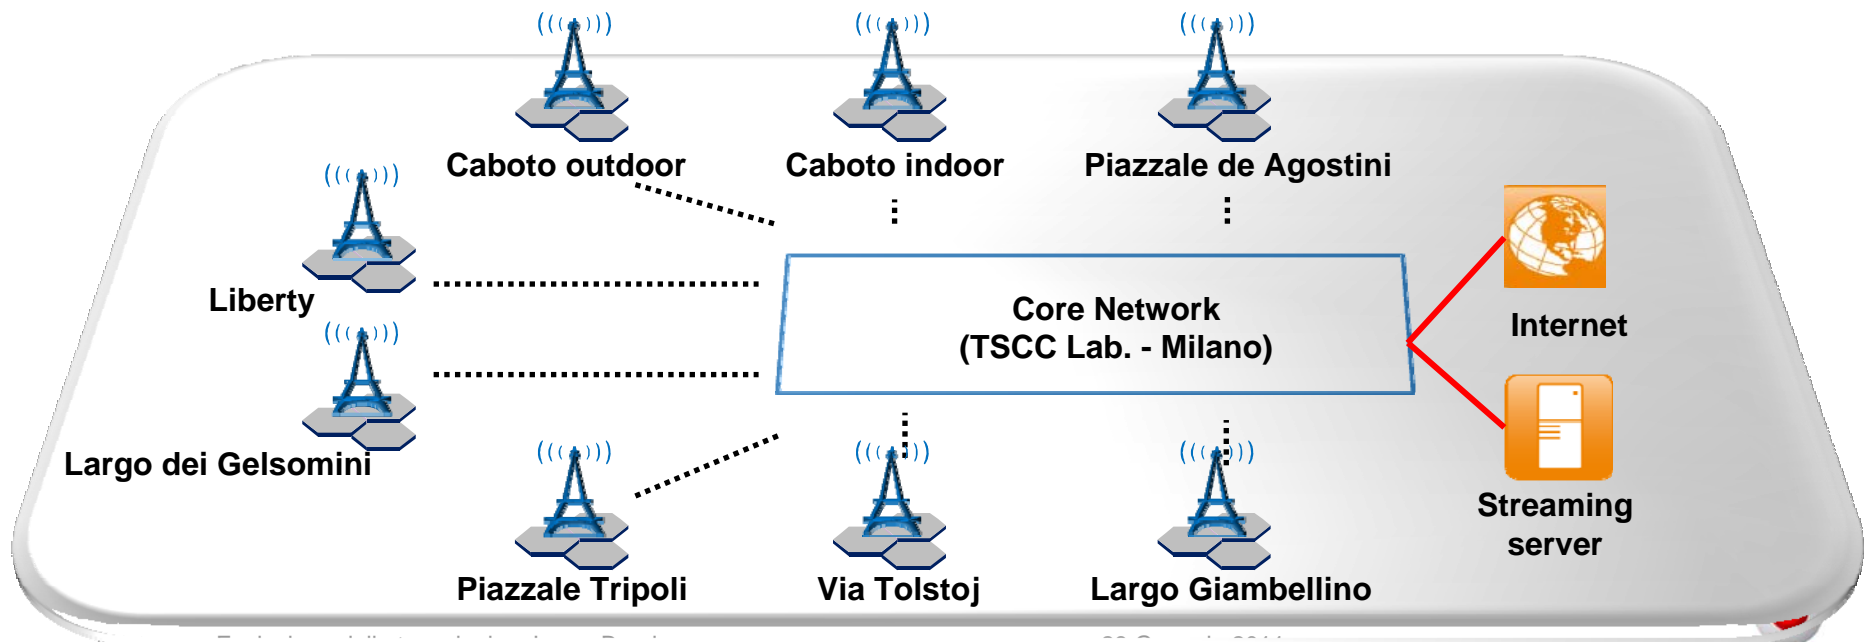 Caboto outdoor
Caboto indoor
Piazzale de Agostini
Liberty
Core Network
(TSCC Lab. - Milano)
Internet
Largo dei Gelsomini
Streaming
server
Piazzale Tripoli
Via Tolstoj
Largo Giambellino